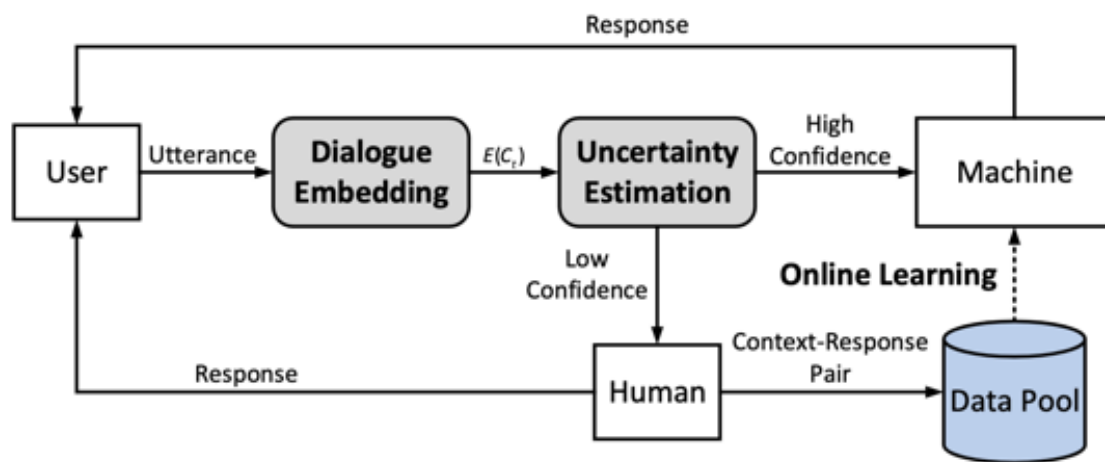 Response
User
Utterance
Dialogue
Embedding
E(Cₜ)
Uncertainty
Estimation
High
Confidence
Machine
Low
Confidence
Online Learning
Response
Human
Context-Response
Pair
Data Pool